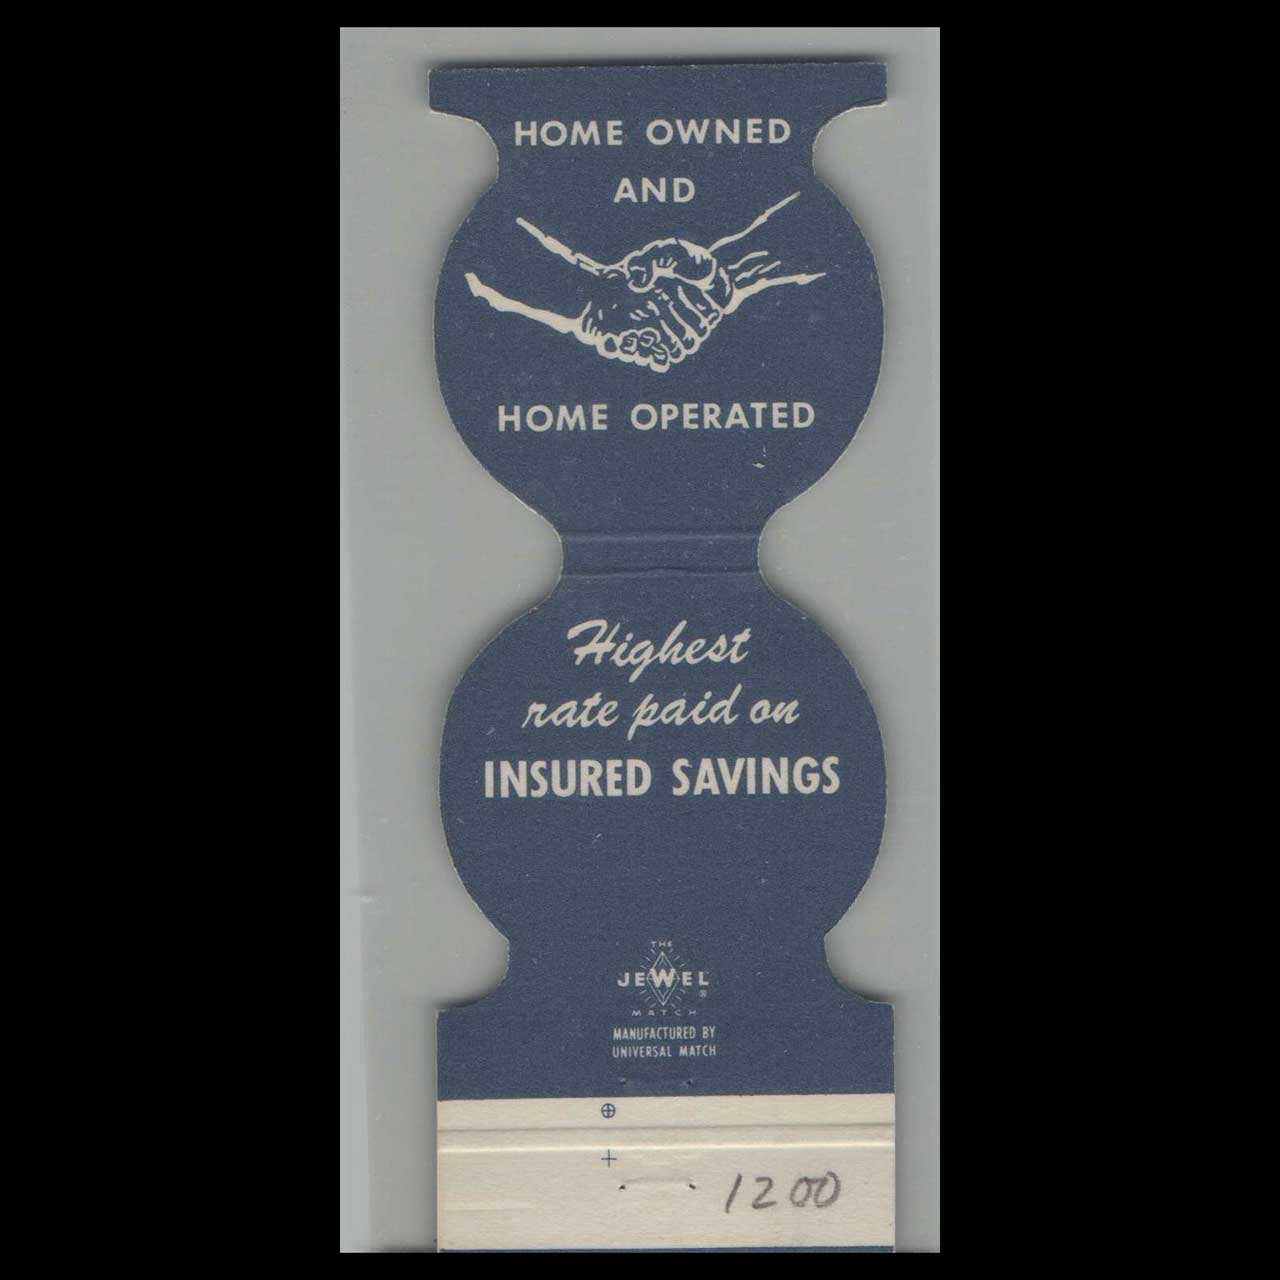 HOME OWNED
AND
HOME OPERATED
Highest
rate paid on
INSURED SAVINGS
THE
JEWEL
®
MATCH
MANUFACTURED BY
UNIVERSAL MATCH
1200